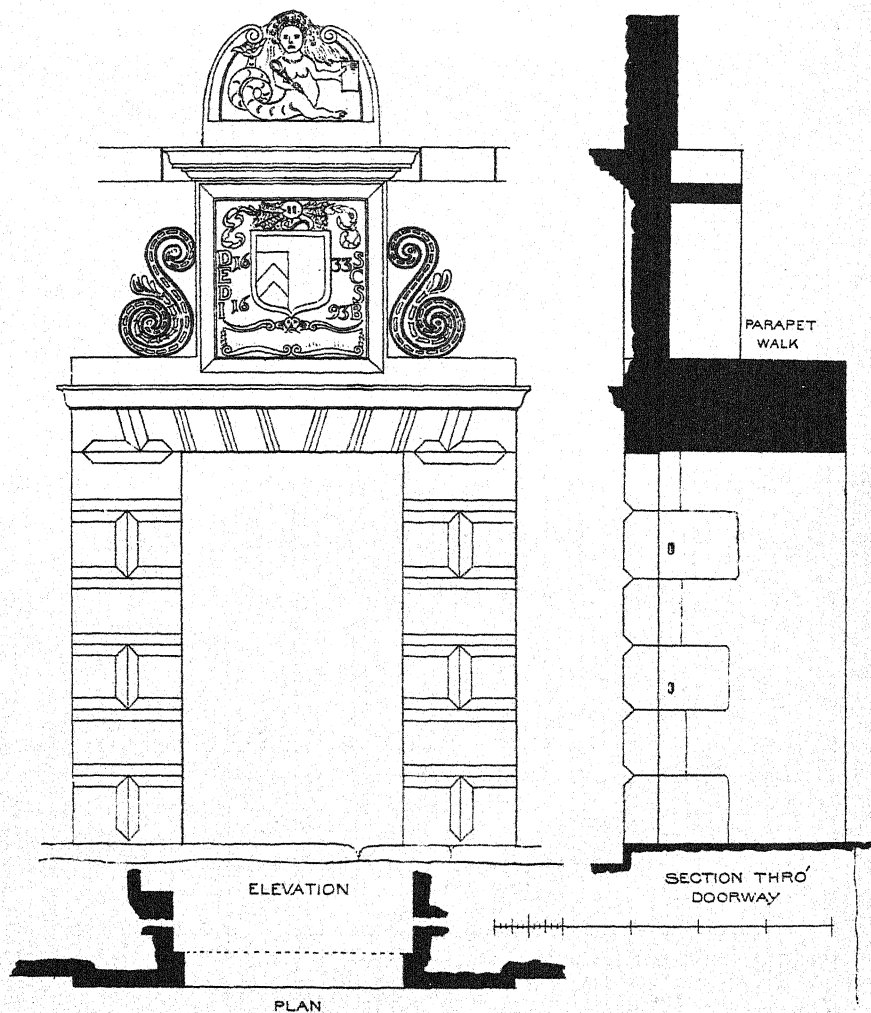 D 16 33 S
E C
D S
I 16 93 B
PARAPET
WALK
ELEVATION
SECTION THRO'
DOORWAY
PLAN